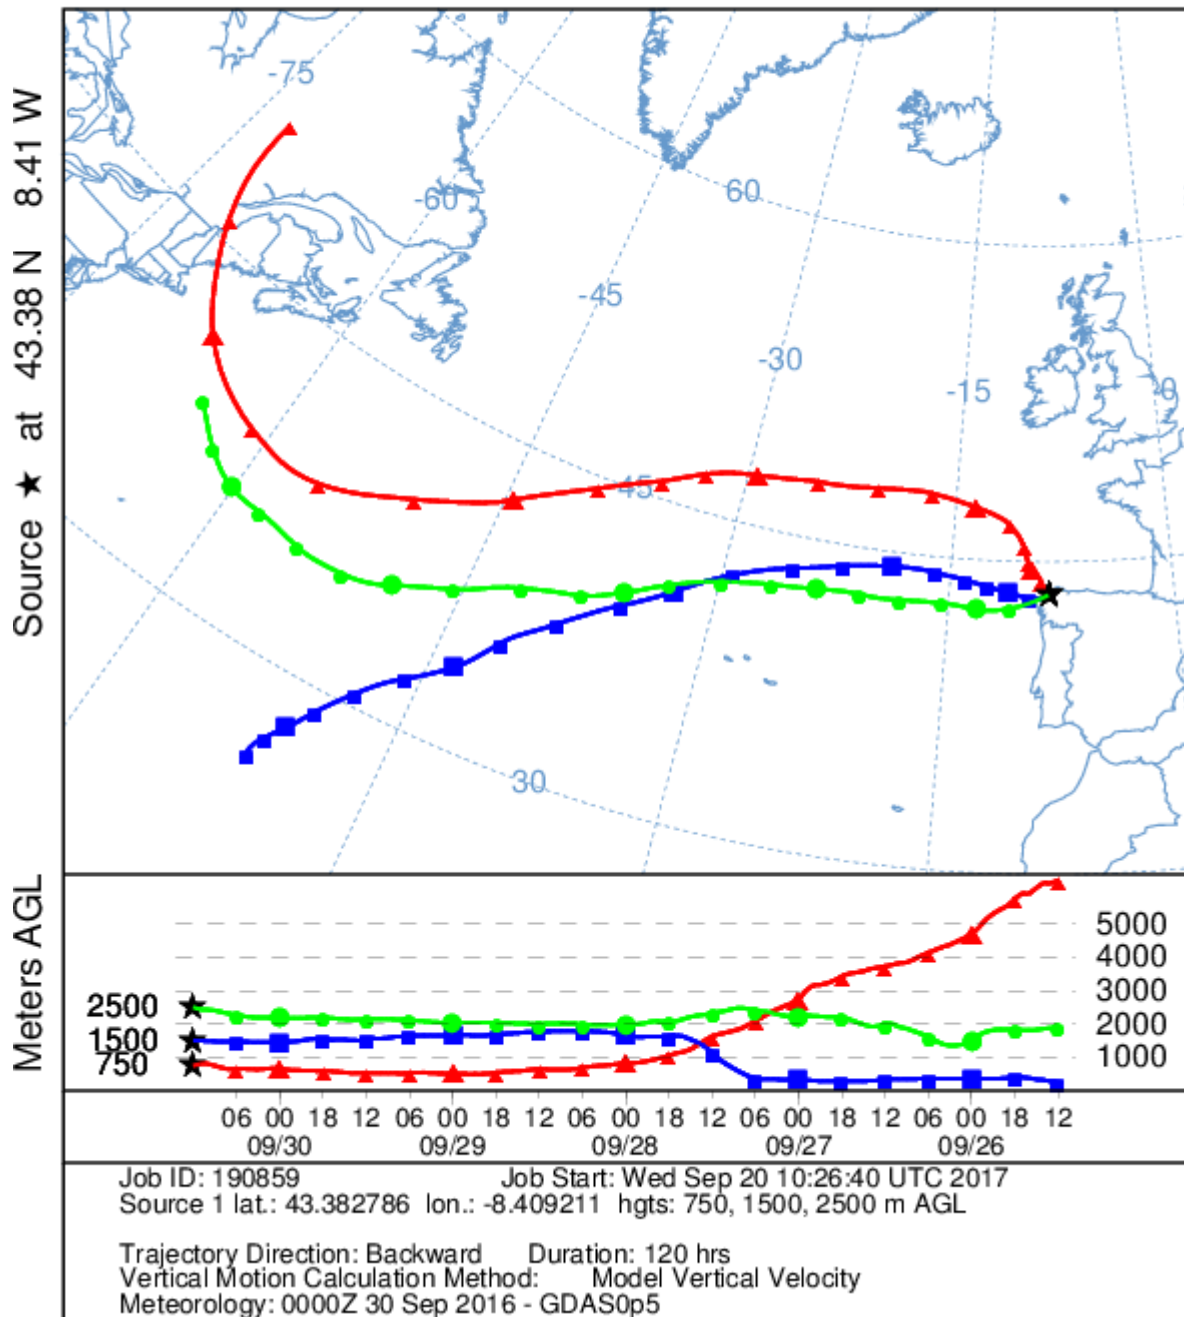 Source ★ at 43.38 N 8.41 W
-75
-60
60
-45
-30
-15
-0
45
30
Meters AGL
2500
1500
750
5000
4000
3000
2000
1000
06 00 18 12 06 00 18 12 06 00 18 12 06 00 18 12 06 00 18 12
09/30 09/29 09/28 09/27 09/26
Job ID: 190859 Job Start: Wed Sep 20 10:26:40 UTC 2017
Source 1 lat.: 43.382786 lon.: -8.409211 hgts: 750, 1500, 2500 m AGL
Trajectory Direction: Backward Duration: 120 hrs
Vertical Motion Calculation Method: Model Vertical Velocity
Meteorology: 0000Z 30 Sep 2016 - GDAS0p5